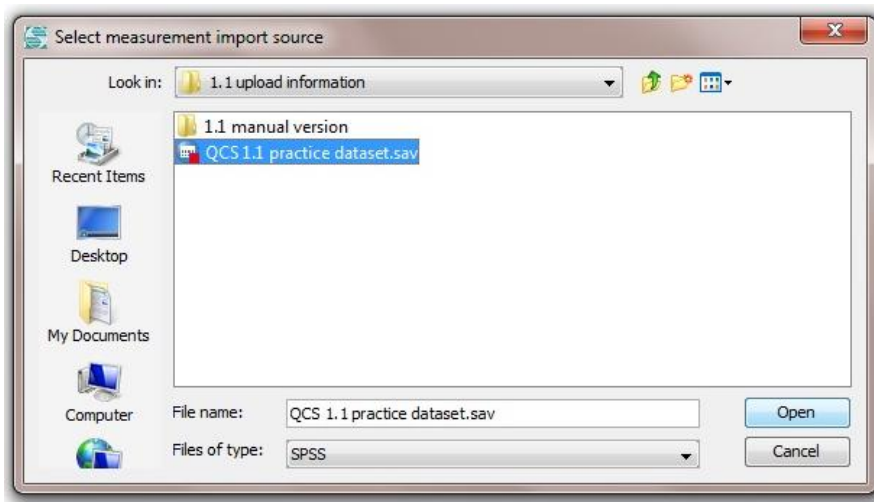 Select measurement import source
Look in: 1.1 upload information
1.1 manual version
QCS 1.1 practice dataset.sav
Recent Items
Desktop
My Documents
Computer
File name: QCS 1.1 practice dataset.sav Open
Files of type: SPSS Cancel